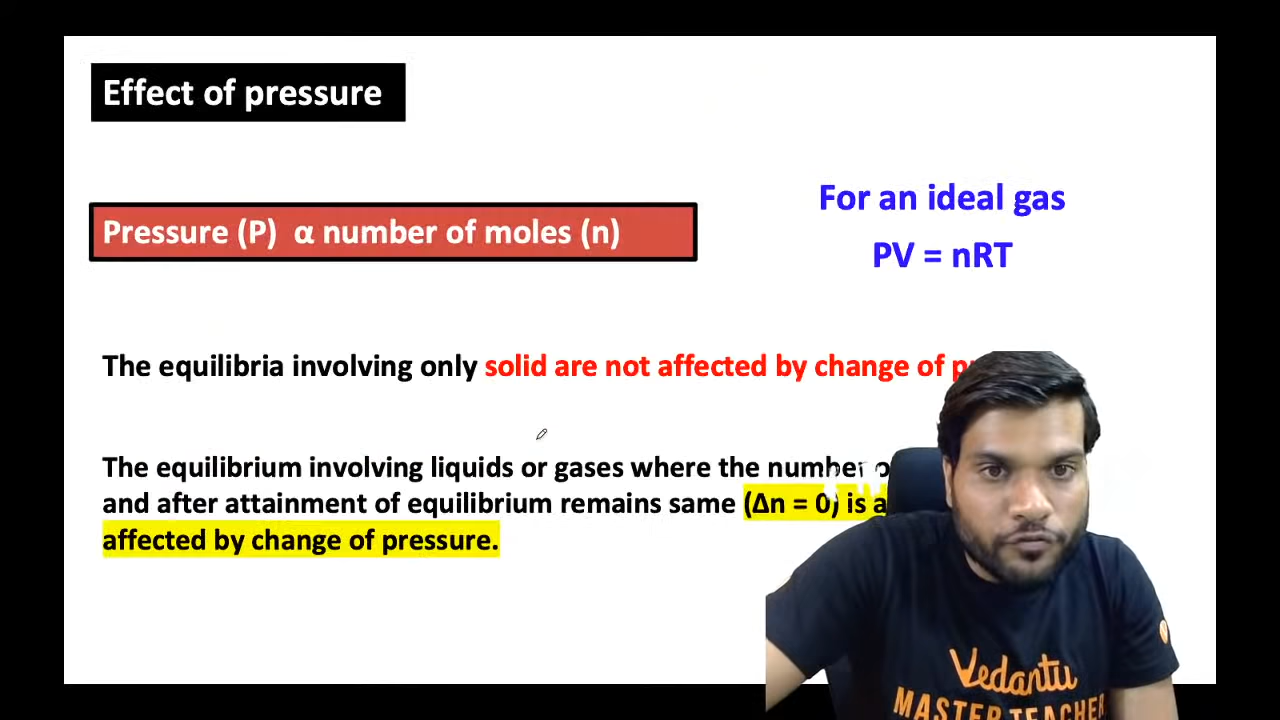 Effect of pressure
Pressure (P) α number of moles (n)
For an ideal gas
PV = nRT
The equilibria involving only solid are not affected by change of
The equilibrium involving liquids or gases where the number
and after attainment of equilibrium remains same (Δn = 0) is
affected by change of pressure.
Vedantu
MASTER TEACHER